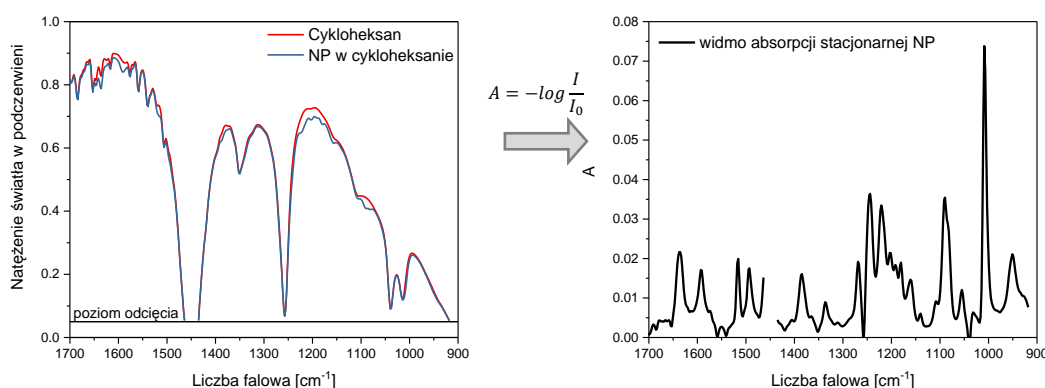 Cykloheksan
NP w cykloheksanie
poziom odcięcia
Natężenie światła w podczerwieni
1.0
0.8
0.6
0.4
0.2
0.0
1700 1600 1500 1400 1300 1200 1100 1000 900
Liczba falowa [cm⁻¹]
A = −log I/I₀
widmo absorpcji stacjonarnej NP
A
0.08
0.07
0.06
0.05
0.04
0.03
0.02
0.01
0.00
1700 1600 1500 1400 1300 1200 1100 1000 900
Liczba falowa [cm⁻¹]